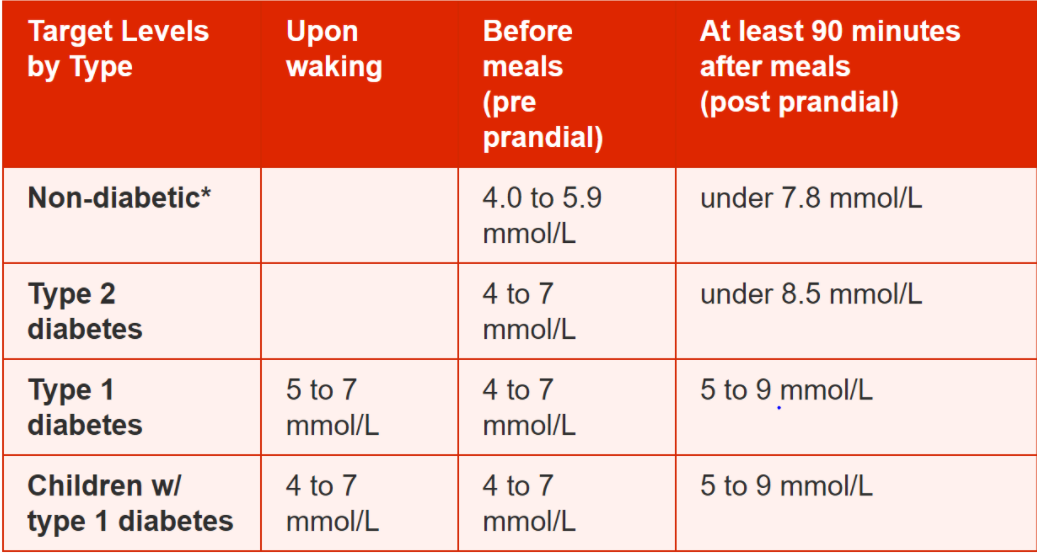 Target Levels
by Type
Upon
waking
Before
meals
(pre
prandial)
At least 90 minutes
after meals
(post prandial)
Non-diabetic*
4.0 to 5.9
mmol/L
under 7.8 mmol/L
Type 2
diabetes
4 to 7
mmol/L
under 8.5 mmol/L
Type 1
diabetes
5 to 7
mmol/L
4 to 7
mmol/L
5 to 9 mmol/L
Children w/
type 1 diabetes
4 to 7
mmol/L
4 to 7
mmol/L
5 to 9 mmol/L